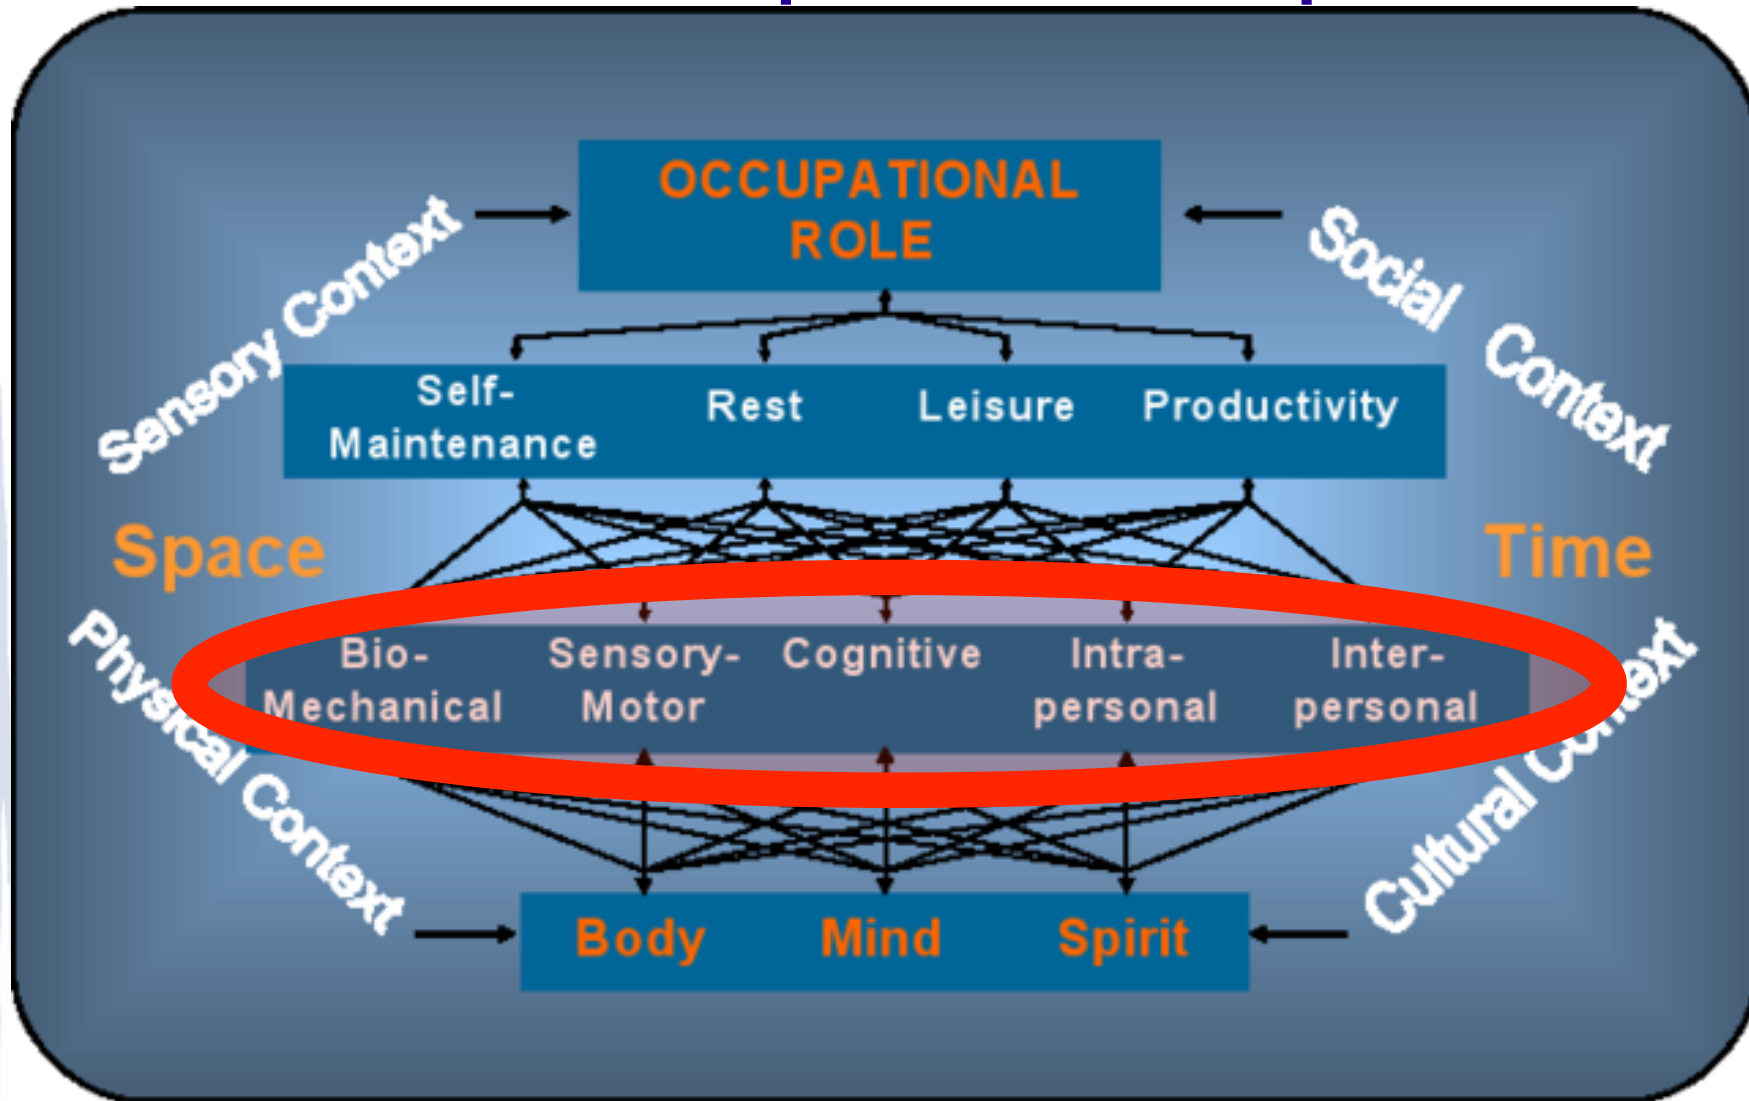 OCCUPATIONAL
ROLE
Sensory Context
Social Context
Self-
Maintenance
Rest
Leisure
Productivity
Space
Time
Bio-
Mechanical
Sensory-
Motor
Cognitive
Intra-
personal
Inter-
personal
Physical Context
Cultural Context
Body
Mind
Spirit